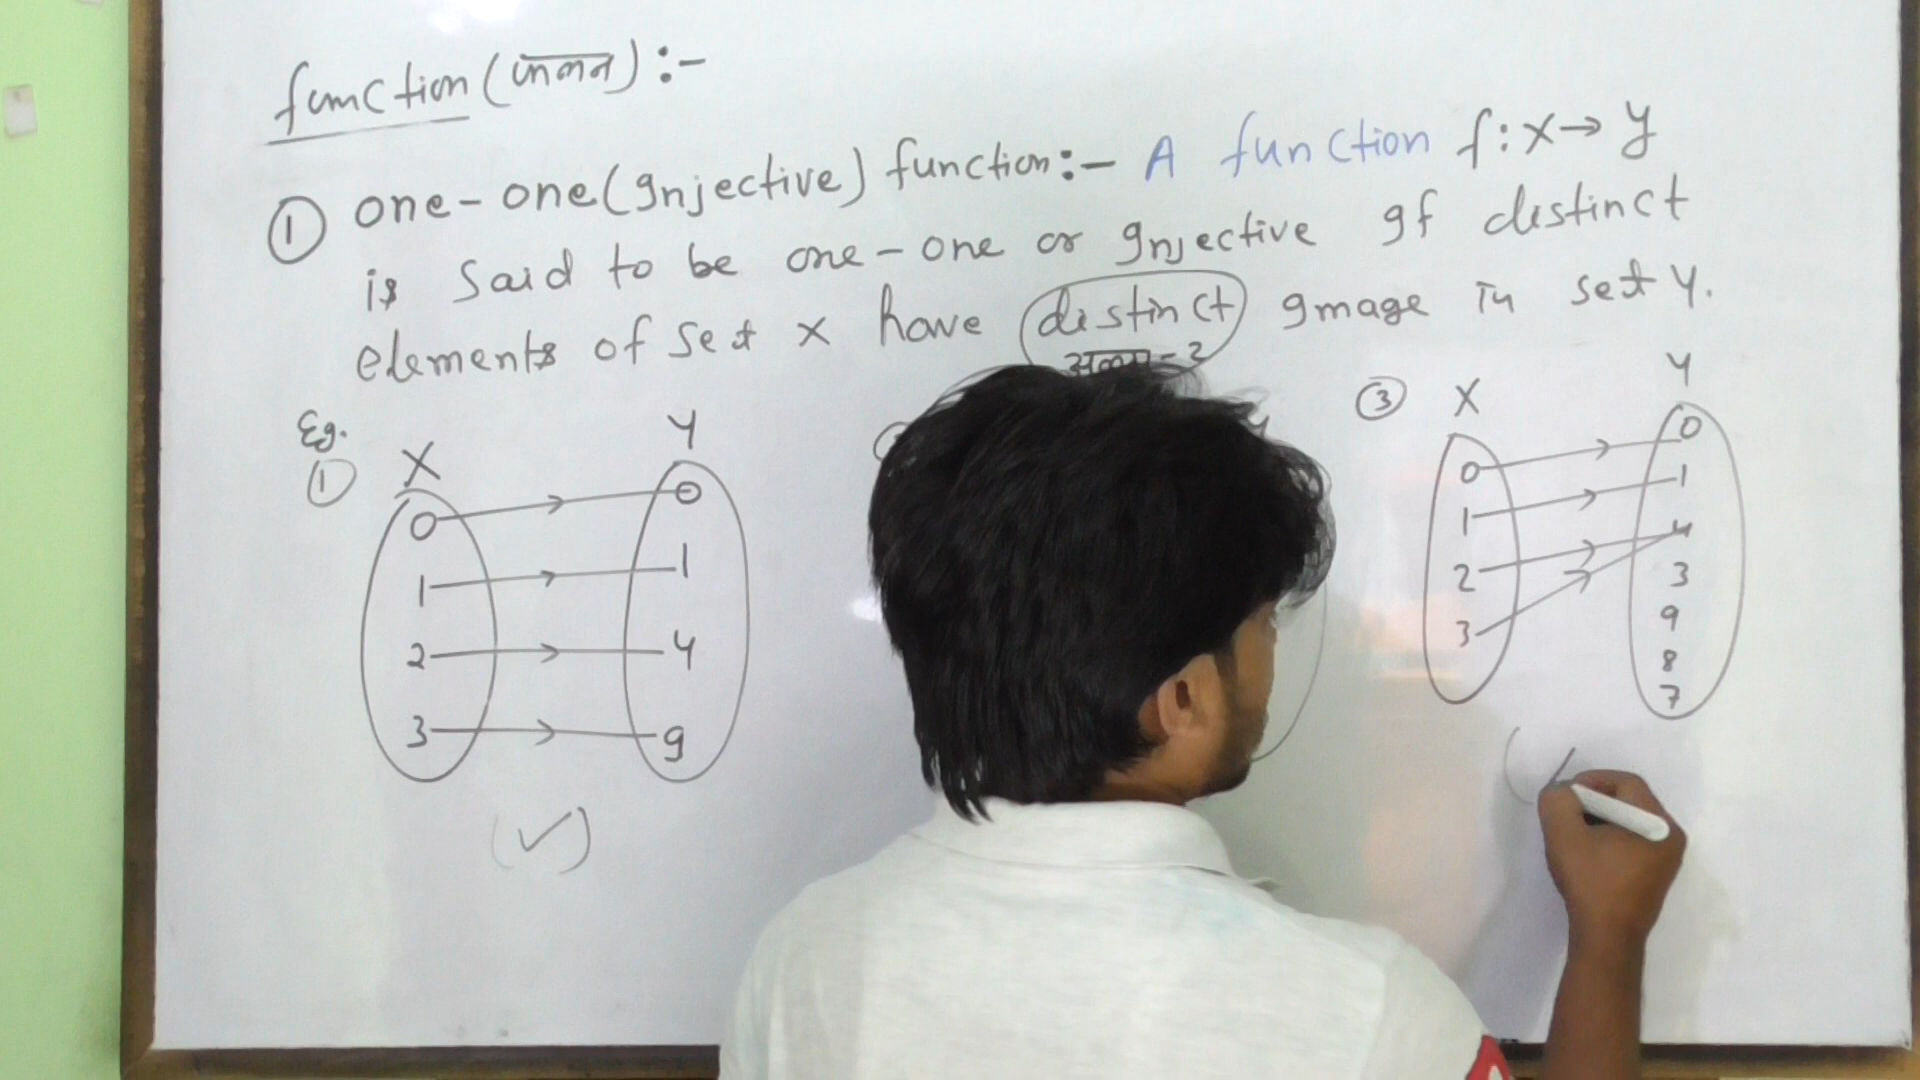 function (फलन) :-
① one-one (Injective) function :- A function f: X → Y
is said to be one-one or Injective If distinct
elements of set X have distinct Image in set Y.
अलग-२
Eg.
① X Y
0 0
1 1
2 4
3 9
(✓)
③ X Y
0 0
1 1
2 4
3 3
9
8
7
(